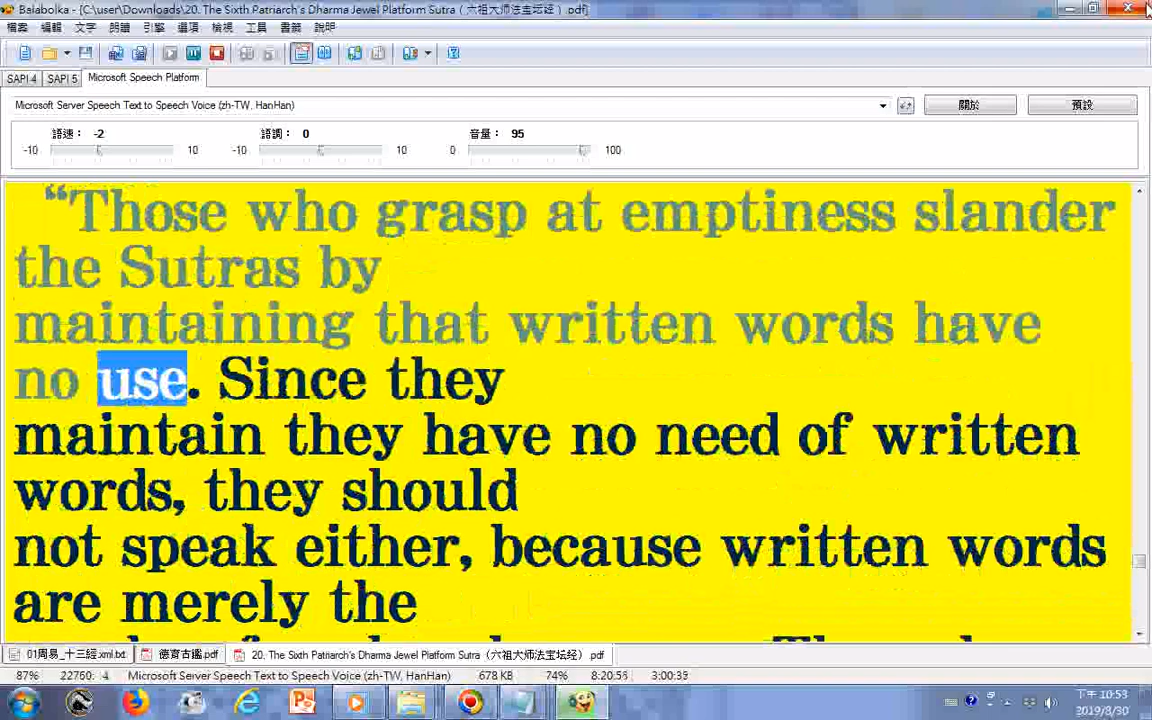 Balabolka - [C:\user\Downloads\20. The Sixth Patriarch's Dharma Jewel Platform Sutra（六祖大师法宝坛经）.pdf]
檔案 編輯 文字 朗讀 引擎 選項 檢視 工具 書籤 說明
SAPI 4 SAPI 5 Microsoft Speech Platform
Microsoft Server Speech Text to Speech Voice (zh-TW, HanHan) 關於 預設
語速： -2 語調： 0 音量： 95
-10 10 -10 10 0 100
“Those who grasp at emptiness slander
the Sutras by
maintaining that written words have
no use. Since they
maintain they have no need of written
words, they should
not speak either, because written words
are merely the
01周易_十三經.xml.txt 德育古鑑.pdf 20. The Sixth Patriarch's Dharma Jewel Platform Sutra（六祖大师法宝坛经）.pdf
87% 22760: 4 Microsoft Server Speech Text to Speech Voice (zh-TW, HanHan) 678 KB 74% 8:20:56 3:00:35
下午 10:53
2019/8/30